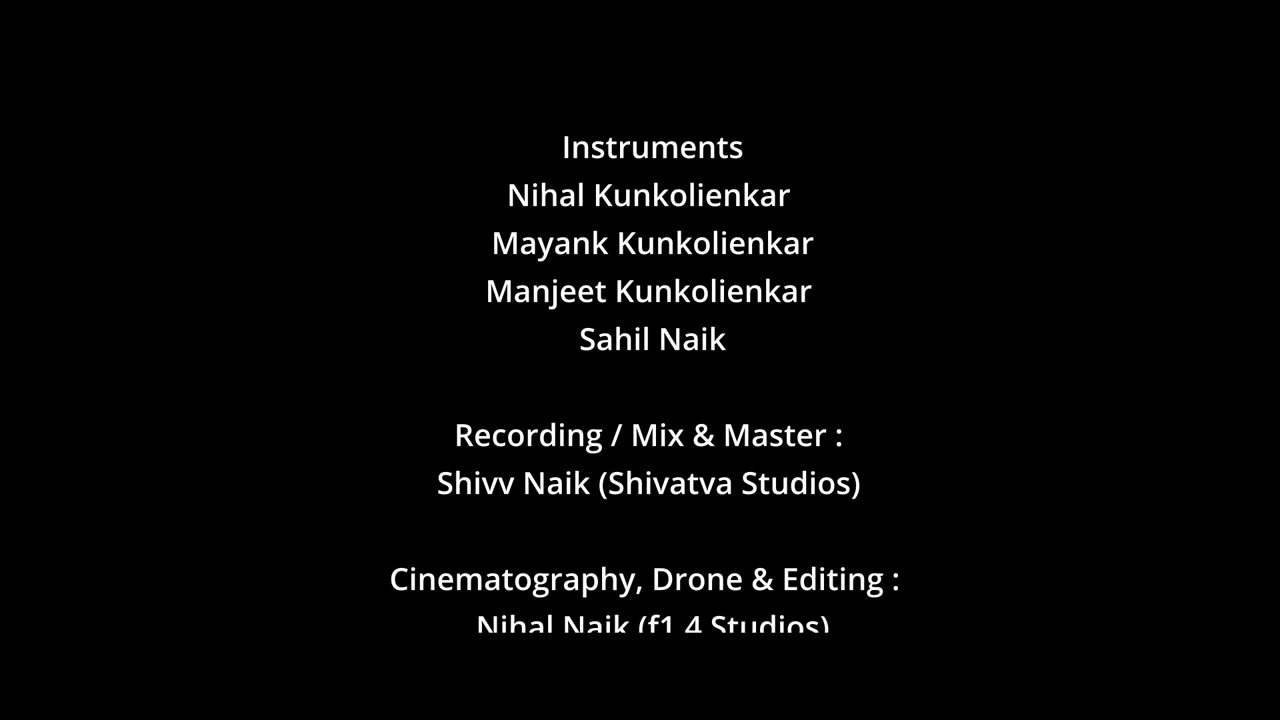 Instruments
Nihal Kunkolienkar
Mayank Kunkolienkar
Manjeet Kunkolienkar
Sahil Naik
Recording / Mix & Master :
Shivv Naik (Shivatva Studios)
Cinematography, Drone & Editing :
Nihal Naik (f1.4 Studios)